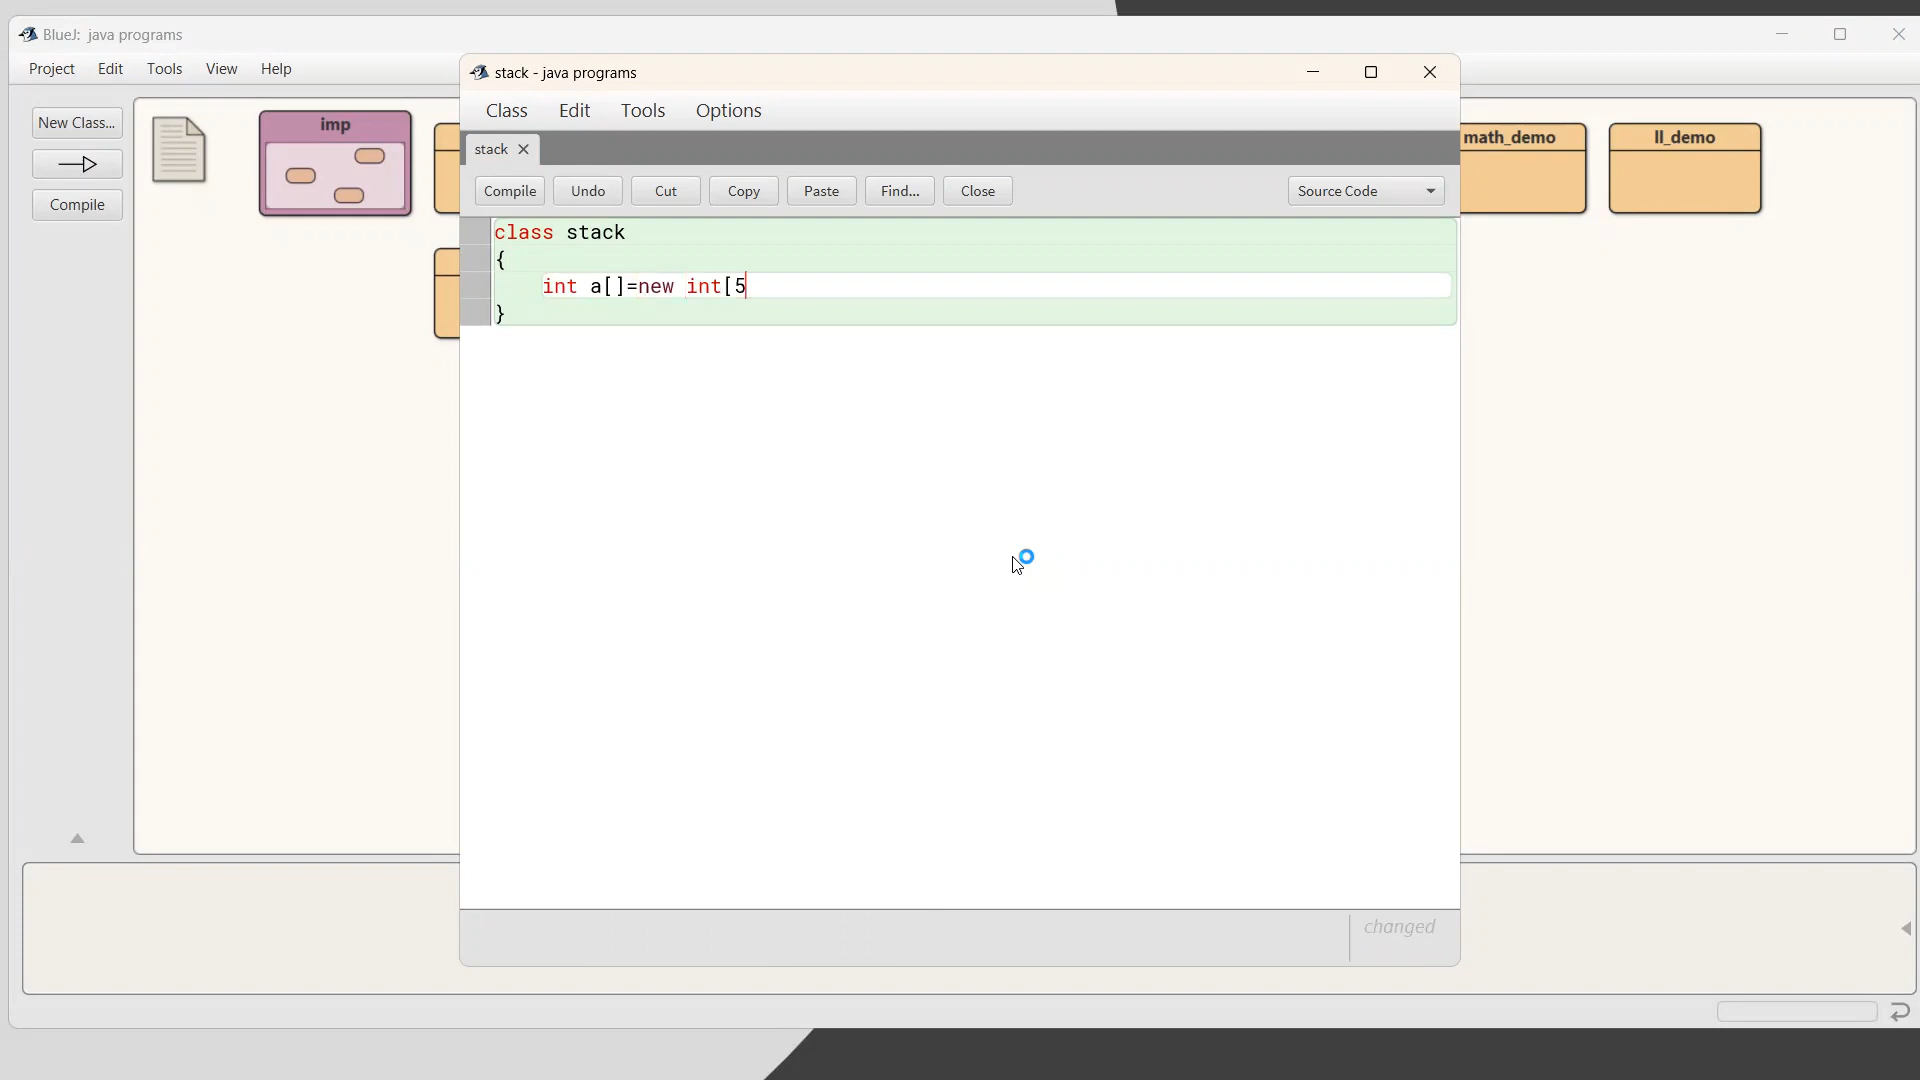 BlueJ: java programs
Project Edit Tools View Help
New Class...
Compile
imp
math_demo
ll_demo
stack - java programs
Class Edit Tools Options
stack
Compile Undo Cut Copy Paste Find... Close Source Code
class stack
{
int a[]=new int[5
}
changed